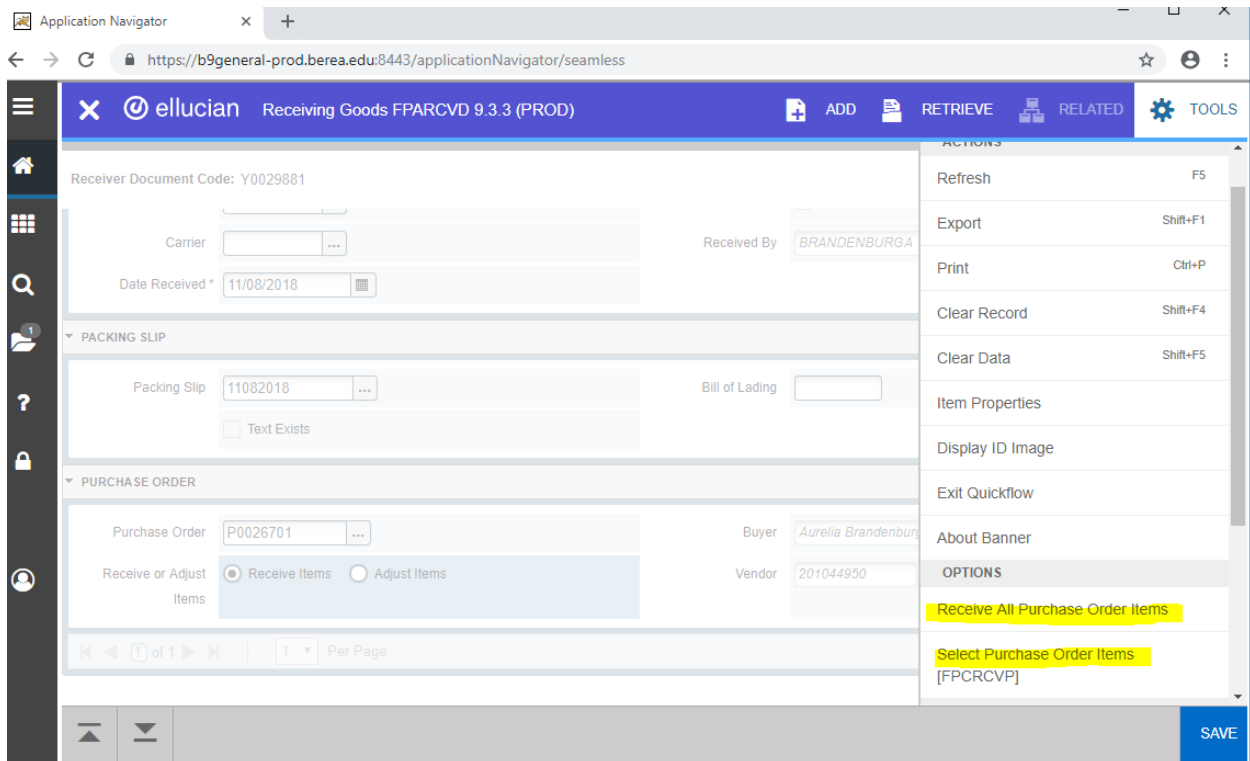 Application Navigator
https://b9general-prod.berea.edu:8443/applicationNavigator/seamless
ellucian Receiving Goods FPARCVD 9.3.3 (PROD) ADD RETRIEVE RELATED TOOLS
Receiver Document Code: Y0029881
Carrier ... Received By BRANDENBURGA
Date Received * 11/08/2018
PACKING SLIP
Packing Slip 11082018 ... Bill of Lading
Text Exists
PURCHASE ORDER
Purchase Order P0026701 ... Buyer Aurelia Brandenburg
Receive or Adjust Items Receive Items Adjust Items Vendor 201044950
1 of 1 1 Per Page
ACTIONS
Refresh F5
Export Shift+F1
Print Ctrl+P
Clear Record Shift+F4
Clear Data Shift+F5
Item Properties
Display ID Image
Exit Quickflow
About Banner
OPTIONS
Receive All Purchase Order Items
Select Purchase Order Items
[FPCRCVP]
1
?
SAVE